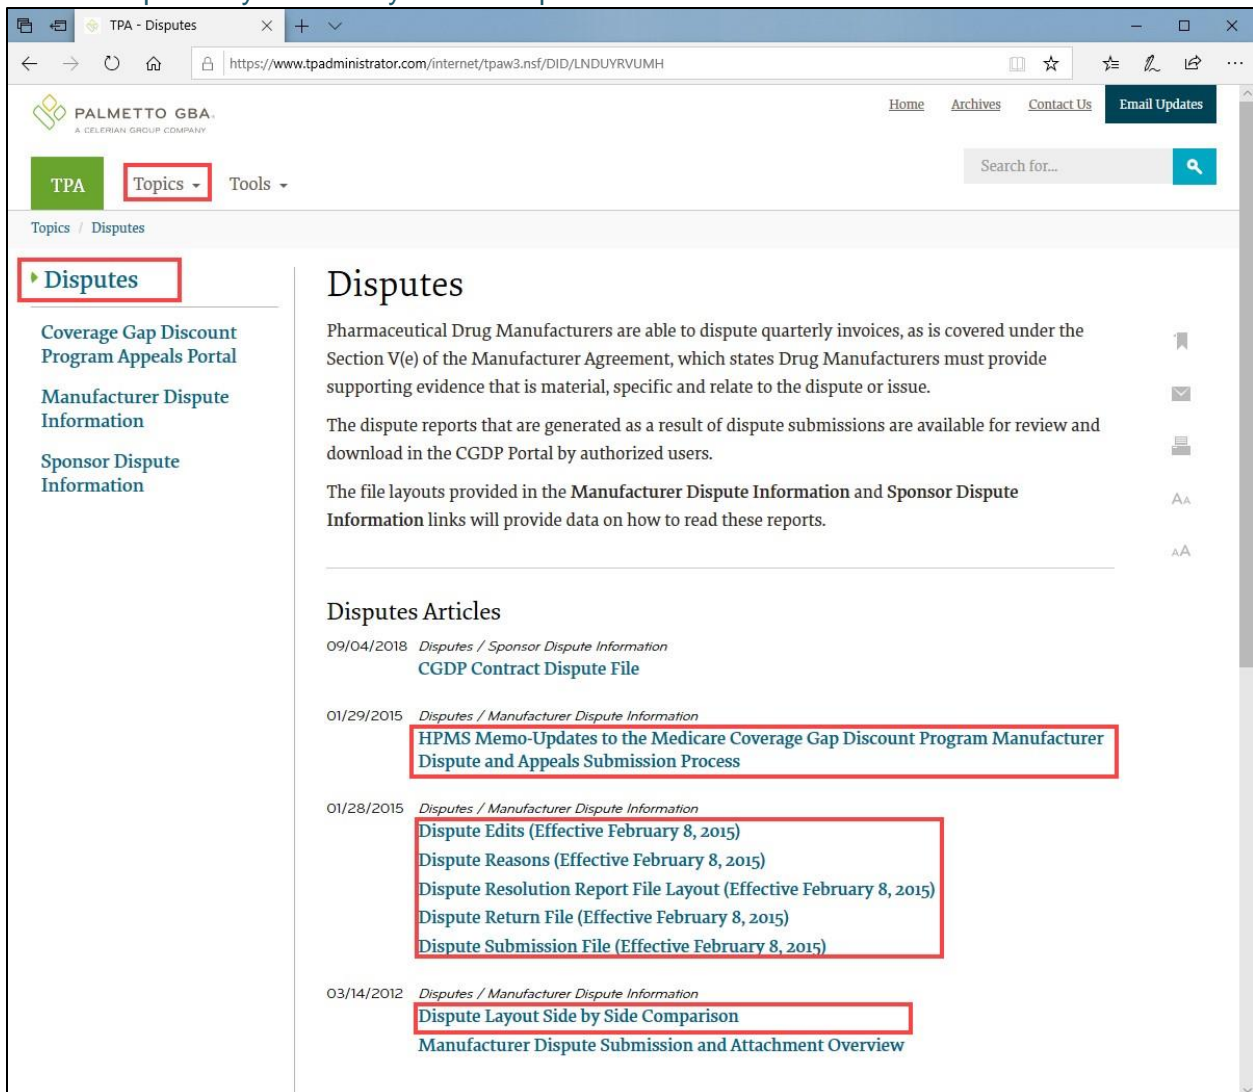 TPA - Disputes
https://www.tpadministrator.com/internet/tpaw3.nsf/DID/LNDUYRVUMH
PALMETTO GBA.
A CELERIAN GROUP COMPANY
Home Archives Contact Us Email Updates
Search for...
TPA Topics Tools
Topics / Disputes
Disputes
Coverage Gap Discount
Program Appeals Portal
Manufacturer Dispute
Information
Sponsor Dispute
Information
Disputes
Pharmaceutical Drug Manufacturers are able to dispute quarterly invoices, as is covered under the
Section V(e) of the Manufacturer Agreement, which states Drug Manufacturers must provide
supporting evidence that is material, specific and relate to the dispute or issue.
The dispute reports that are generated as a result of dispute submissions are available for review and
download in the CGDP Portal by authorized users.
The file layouts provided in the Manufacturer Dispute Information and Sponsor Dispute
Information links will provide data on how to read these reports.
AA
AA
Disputes Articles
09/04/2018 Disputes / Sponsor Dispute Information
CGDP Contract Dispute File
01/29/2015 Disputes / Manufacturer Dispute Information
HPMS Memo-Updates to the Medicare Coverage Gap Discount Program Manufacturer
Dispute and Appeals Submission Process
01/28/2015 Disputes / Manufacturer Dispute Information
Dispute Edits (Effective February 8, 2015)
Dispute Reasons (Effective February 8, 2015)
Dispute Resolution Report File Layout (Effective February 8, 2015)
Dispute Return File (Effective February 8, 2015)
Dispute Submission File (Effective February 8, 2015)
03/14/2012 Disputes / Manufacturer Dispute Information
Dispute Layout Side by Side Comparison
Manufacturer Dispute Submission and Attachment Overview